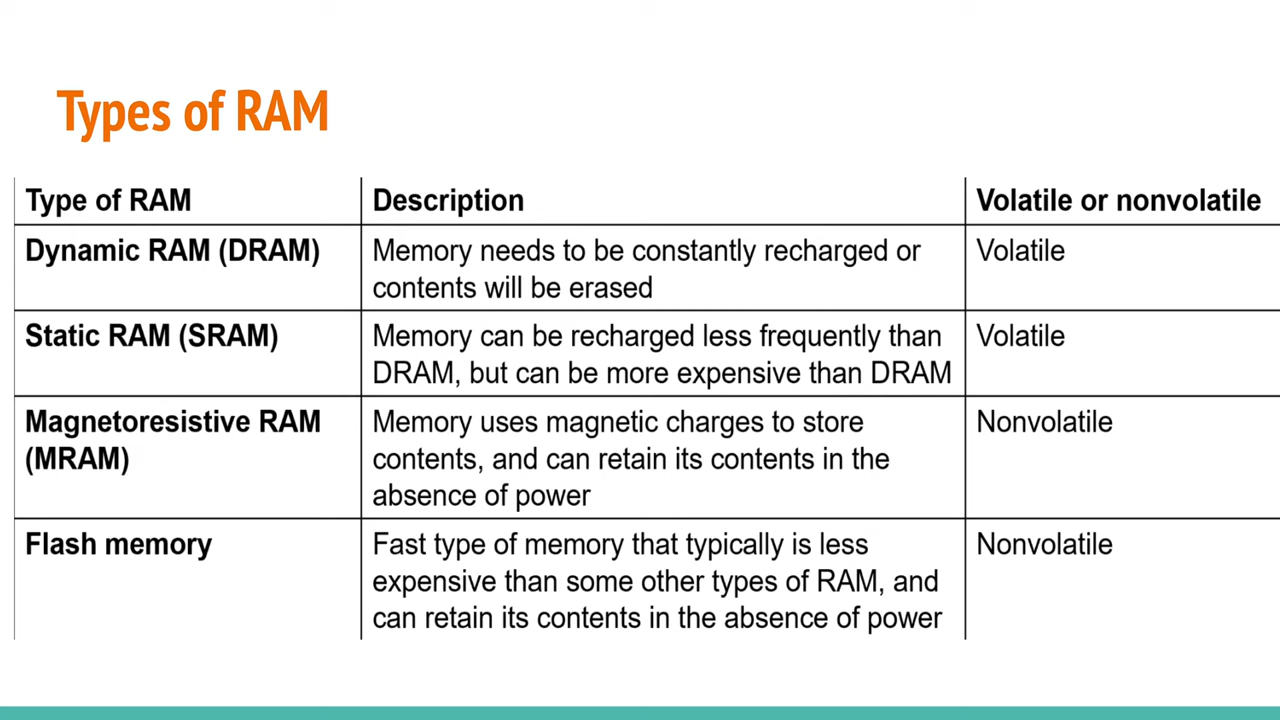 Types of RAM
Type of RAM
Description
Volatile or nonvolatile
Dynamic RAM (DRAM)
Memory needs to be constantly recharged or
contents will be erased
Volatile
Static RAM (SRAM)
Memory can be recharged less frequently than
DRAM, but can be more expensive than DRAM
Volatile
Magnetoresistive RAM
(MRAM)
Memory uses magnetic charges to store
contents, and can retain its contents in the
absence of power
Nonvolatile
Flash memory
Fast type of memory that typically is less
expensive than some other types of RAM, and
can retain its contents in the absence of power
Nonvolatile